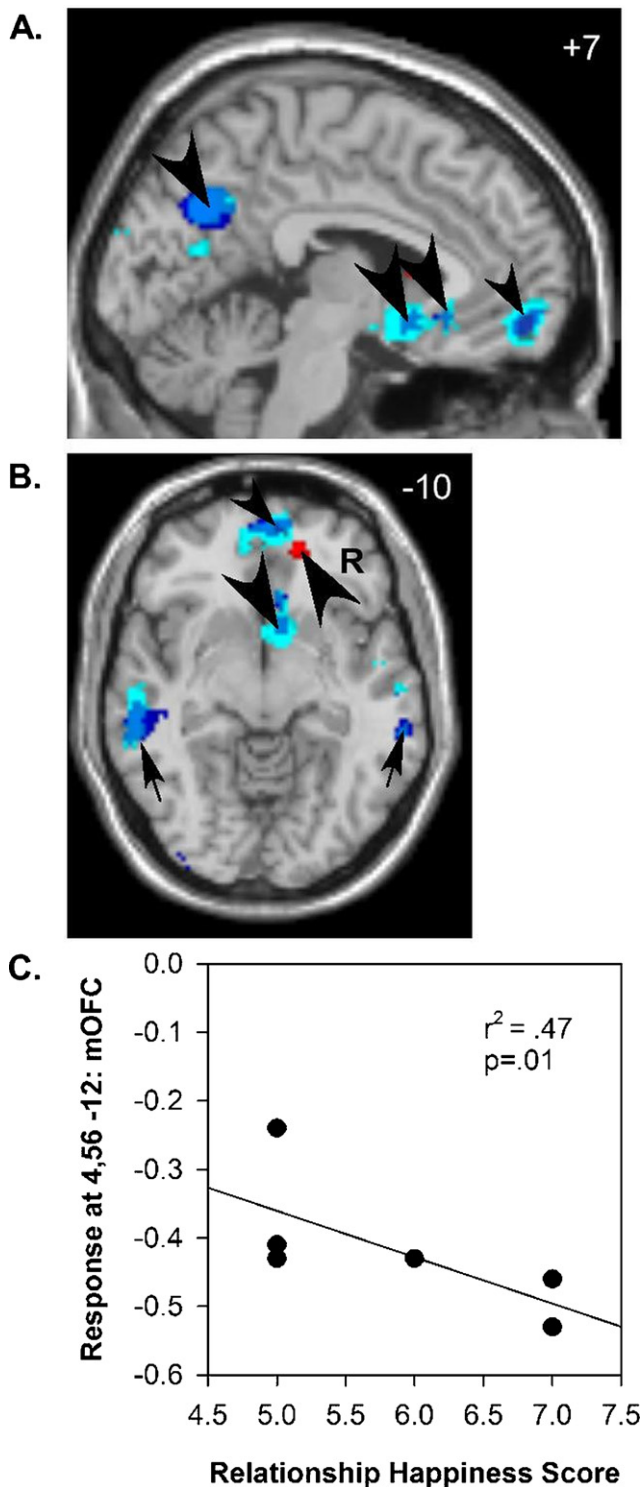 A.
+7
B.
-10
R
C.
0.0
-0.1
-0.2
-0.3
-0.4
-0.5
-0.6
Response at 4,56 -12: mOFC
r² = .47
p=.01
4.5 5.0 5.5 6.0 6.5 7.0 7.5
Relationship Happiness Score